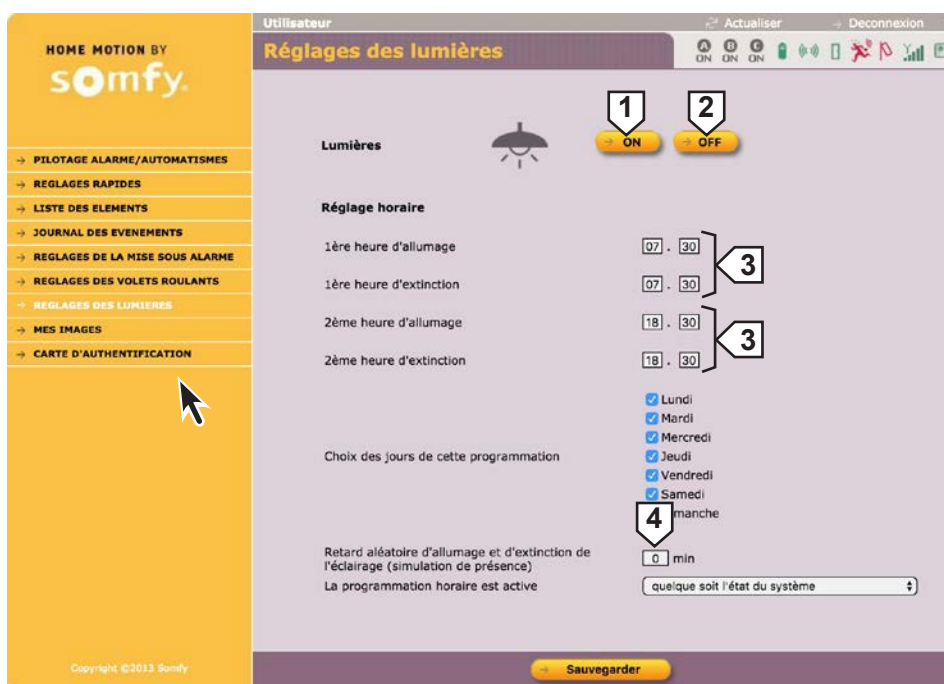 Utilisateur
Actualiser
Deconnexion
HOME MOTION BY
somfy.
Réglages des lumières
A B C
ON ON ON
1 2
Lumières
ON
OFF
PILOTAGE ALARME/AUTOMATISMES
REGLAGES RAPIDES
LISTE DES ELEMENTS
JOURNAL DES EVENEMENTS
REGLAGES DE LA MISE SOUS ALARME
REGLAGES DES VOLETS ROULANTS
REGLAGES DES LUMIERES
MES IMAGES
CARTE D'AUTHENTIFICATION
Réglage horaire
1ère heure d'allumage 07 . 30
3
1ère heure d'extinction 07 . 30
2ème heure d'allumage 18 . 30
3
2ème heure d'extinction 18 . 30
Lundi
Mardi
Mercredi
Choix des jours de cette programmation
Jeudi
Vendredi
Samedi
manche
4
Retard aléatoire d'allumage et d'extinction de
l'éclairage (simulation de présence)
0 min
La programmation horaire est active
quelque soit l'état du système
Copyright ©2013 Somfy
Sauvegarder